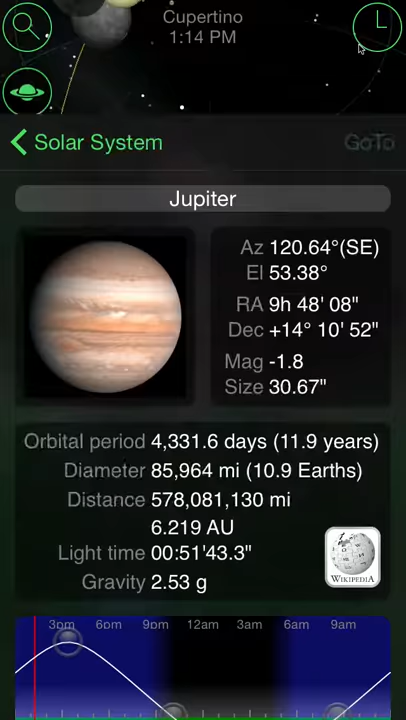 Cupertino
1:14 PM
Solar System
GoTo
Jupiter
Az 120.64°(SE)
El 53.38°
RA 9h 48' 08"
Dec +14° 10' 52"
Mag -1.8
Size 30.67"
Orbital period 4,331.6 days (11.9 years)
Diameter 85,964 mi (10.9 Earths)
Distance 578,081,130 mi
6.219 AU
Light time 00:51'43.3"
Gravity 2.53 g
WIKIPEDIA
3pm 6pm 9pm 12am 3am 6am 9am